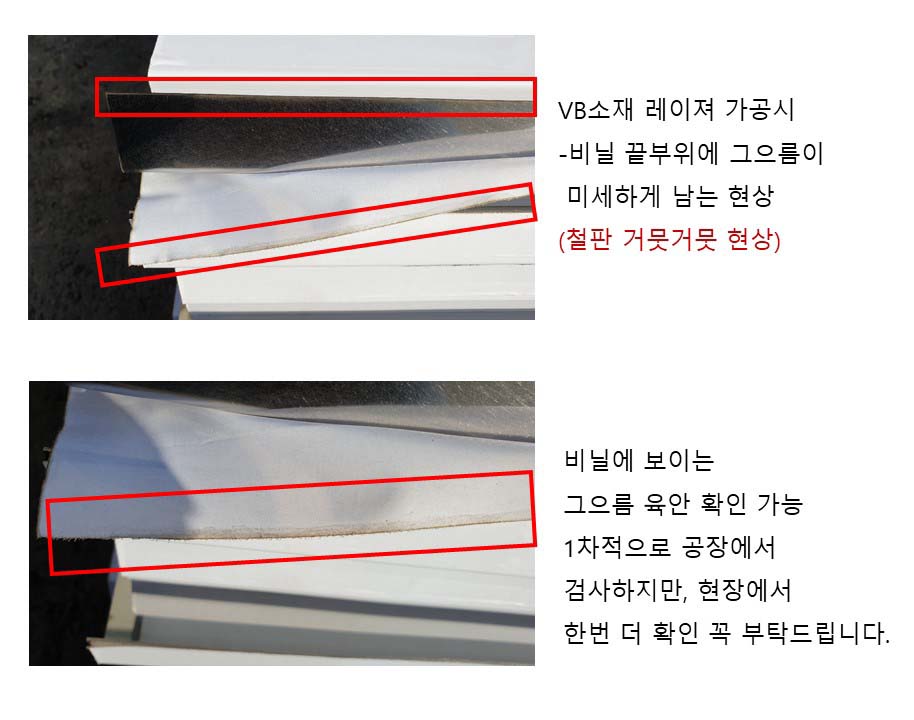 VB소재 레이져 가공시
-비닐 끝부위에 그으름이
미세하게 남는 현상
(철판 거뭇거뭇 현상)
비닐에 보이는
그으름 육안 확인 가능
1차적으로 공장에서
검사하지만, 현장에서
한번 더 확인 꼭 부탁드립니다.